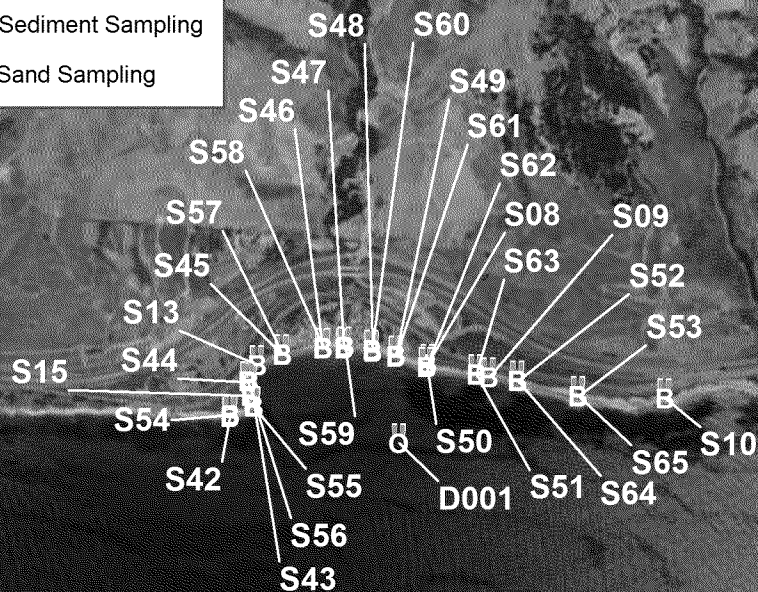 Sediment Sampling
Sand Sampling
S48 S60
S47 S49
S46 S61
S58 S62
S57 S08 S09
S45 S63 S52
S13 S53
S44
S15
S54
S42 S59 S50 S10
S55 D001 S51 S64 S65
S56
S43
B B B B B B B B B B B B B B B B
Q